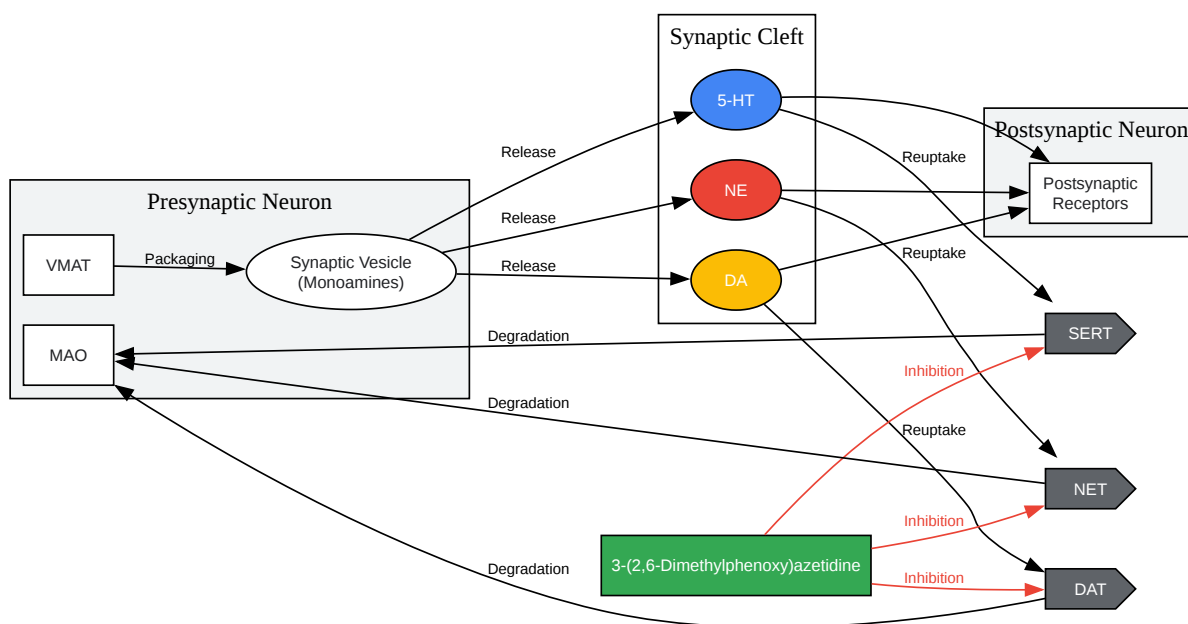 Synaptic Cleft
5-HT
Postsynaptic Neuron
Release
Reuptake
Presynaptic Neuron
NE
Postsynaptic
Receptors
Release
VMAT
Packaging
Synaptic Vesicle
(Monoamines)
Release
DA
Reuptake
SERT
Degradation
MAO
Inhibition
Degradation
Reuptake
NET
Inhibition
3-(2,6-Dimethylphenoxy)azetidine
Degradation
Inhibition
DAT